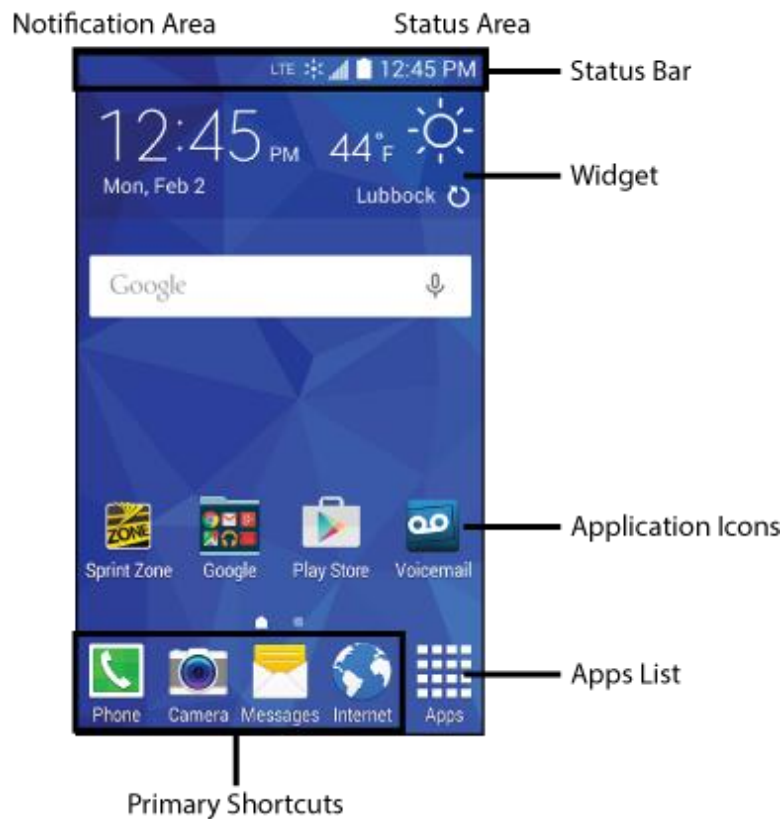 Notification Area Status Area
LTE 12:45 PM
Status Bar
12:45 PM 44°F
Mon, Feb 2
Lubbock
Widget
Google
ZONE
Sprint Zone Google Play Store Voicemail
Application Icons
Phone Camera Messages Internet Apps
Apps List
Primary Shortcuts